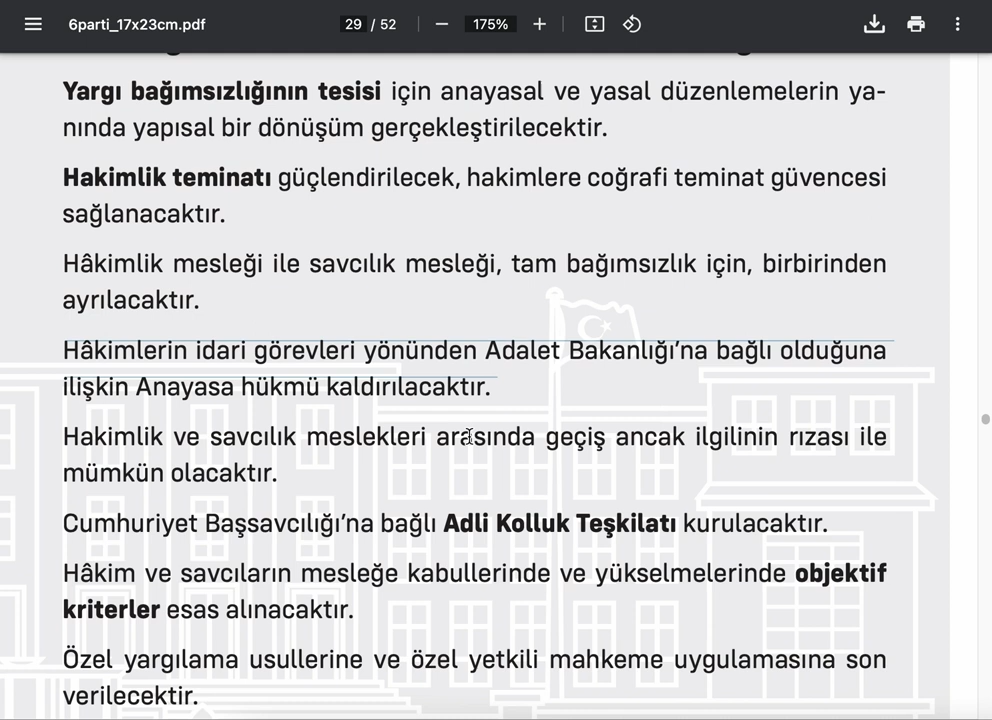 6parti_17x23cm.pdf
29 / 52
175%
Yargı bağımsızlığının tesisi için anayasal ve yasal düzenlemelerin ya-
nında yapısal bir dönüşüm gerçekleştirilecektir.
Hakimlik teminatı güçlendirilecek, hakimlere coğrafi teminat güvencesi
sağlanacaktır.
Hâkimlik mesleği ile savcılık mesleği, tam bağımsızlık için, birbirinden
ayrılacaktır.
Hâkimlerin idari görevleri yönünden Adalet Bakanlığı’na bağlı olduğuna
ilişkin Anayasa hükmü kaldırılacaktır.
Hakimlik ve savcılık meslekleri arasında geçiş ancak ilgilinin rızası ile
mümkün olacaktır.
Cumhuriyet Başsavcılığı’na bağlı Adli Kolluk Teşkilatı kurulacaktır.
Hâkim ve savcıların mesleğe kabullerinde ve yükselmelerinde objektif
kriterler esas alınacaktır.
Özel yargılama usullerine ve özel yetkili mahkeme uygulamasına son
verilecektir.